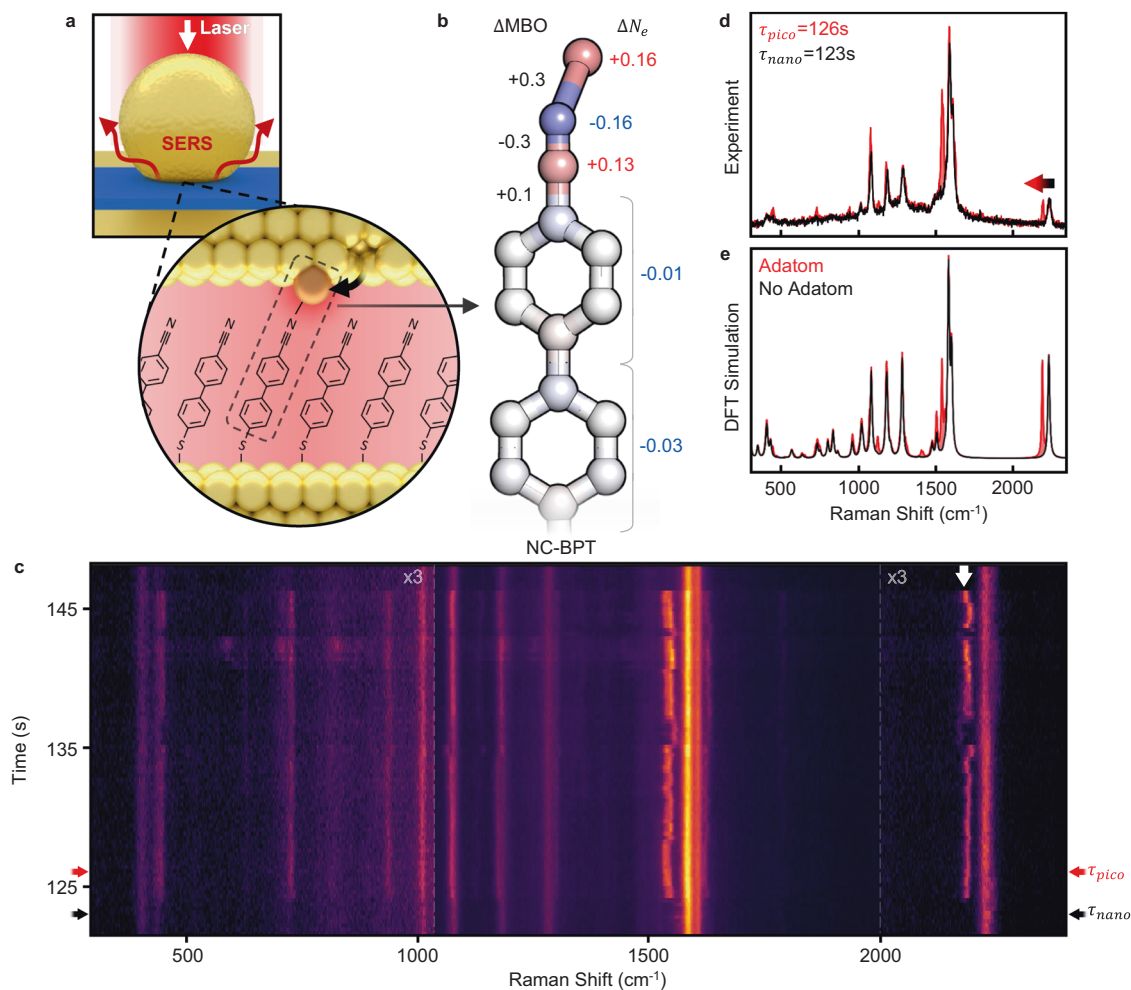 a
Laser
SERS
N
N
N
N
N
S
S
S
S
S
b
ΔMBO
ΔNₑ
+0.16
+0.3
-0.16
-0.3
+0.13
+0.1
-0.01
-0.03
NC-BPT
d
τ_pico=126s
τ_nano=123s
Experiment
e
Adatom
No Adatom
DFT Simulation
500
1000
1500
2000
Raman Shift (cm⁻¹)
c
x3
x3
145
135
125
Time (s)
τ_pico
τ_nano
500
1000
1500
2000
Raman Shift (cm⁻¹)